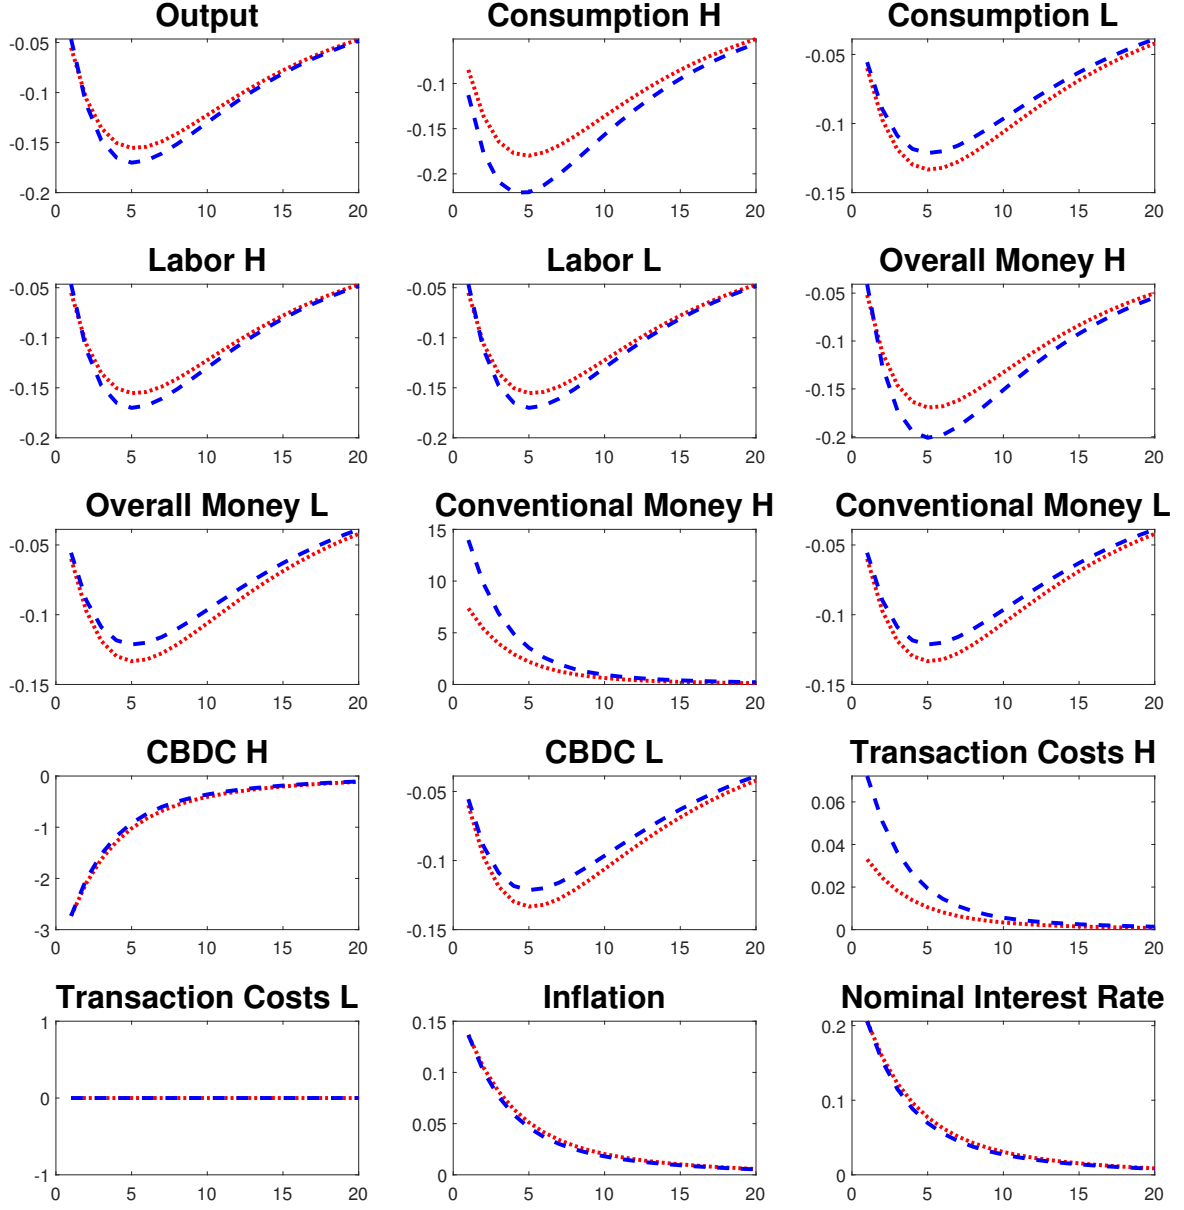 Output
-0.05
-0.1
-0.15
-0.2
0 5 10 15 20
Consumption H
-0.1
-0.15
-0.2
0 5 10 15 20
Consumption L
-0.05
-0.1
-0.15
0 5 10 15 20
Labor H
-0.05
-0.1
-0.15
-0.2
0 5 10 15 20
Labor L
-0.05
-0.1
-0.15
-0.2
0 5 10 15 20
Overall Money H
-0.05
-0.1
-0.15
-0.2
0 5 10 15 20
Overall Money L
-0.05
-0.1
-0.15
0 5 10 15 20
Conventional Money H
15
10
5
0
0 5 10 15 20
Conventional Money L
-0.05
-0.1
-0.15
0 5 10 15 20
CBDC H
0
-1
-2
-3
0 5 10 15 20
CBDC L
-0.05
-0.1
-0.15
0 5 10 15 20
Transaction Costs H
0.06
0.04
0.02
0
0 5 10 15 20
Transaction Costs L
1
0
-1
0 5 10 15 20
Inflation
0.15
0.1
0.05
0
0 5 10 15 20
Nominal Interest Rate
0.2
0.1
0
0 5 10 15 20